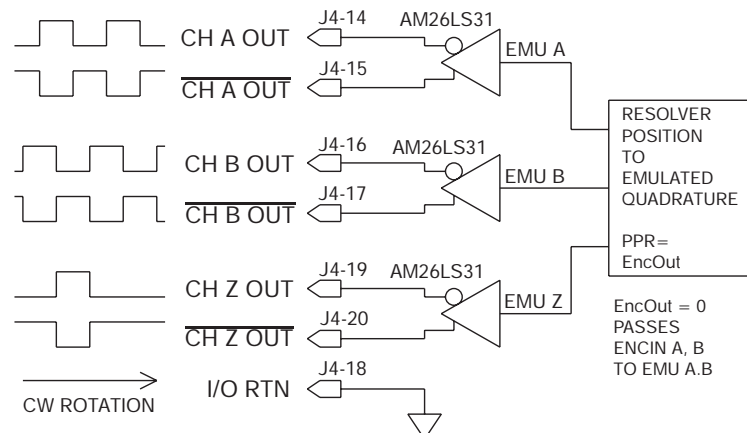 J4-14
AM26LS31
CH A OUT
EMU A
J4-15
CH A OUT
RESOLVER
POSITION
TO
EMULATED
QUADRATURE
PPR=
EncOut
J4-16
AM26LS31
CH B OUT
EMU B
J4-17
CH B OUT
J4-19
AM26LS31
CH Z OUT
EMU Z
J4-20
CH Z OUT
EncOut = 0
PASSES
ENCIN A, B
TO EMU A.B
J4-18
I/O RTN
CW ROTATION